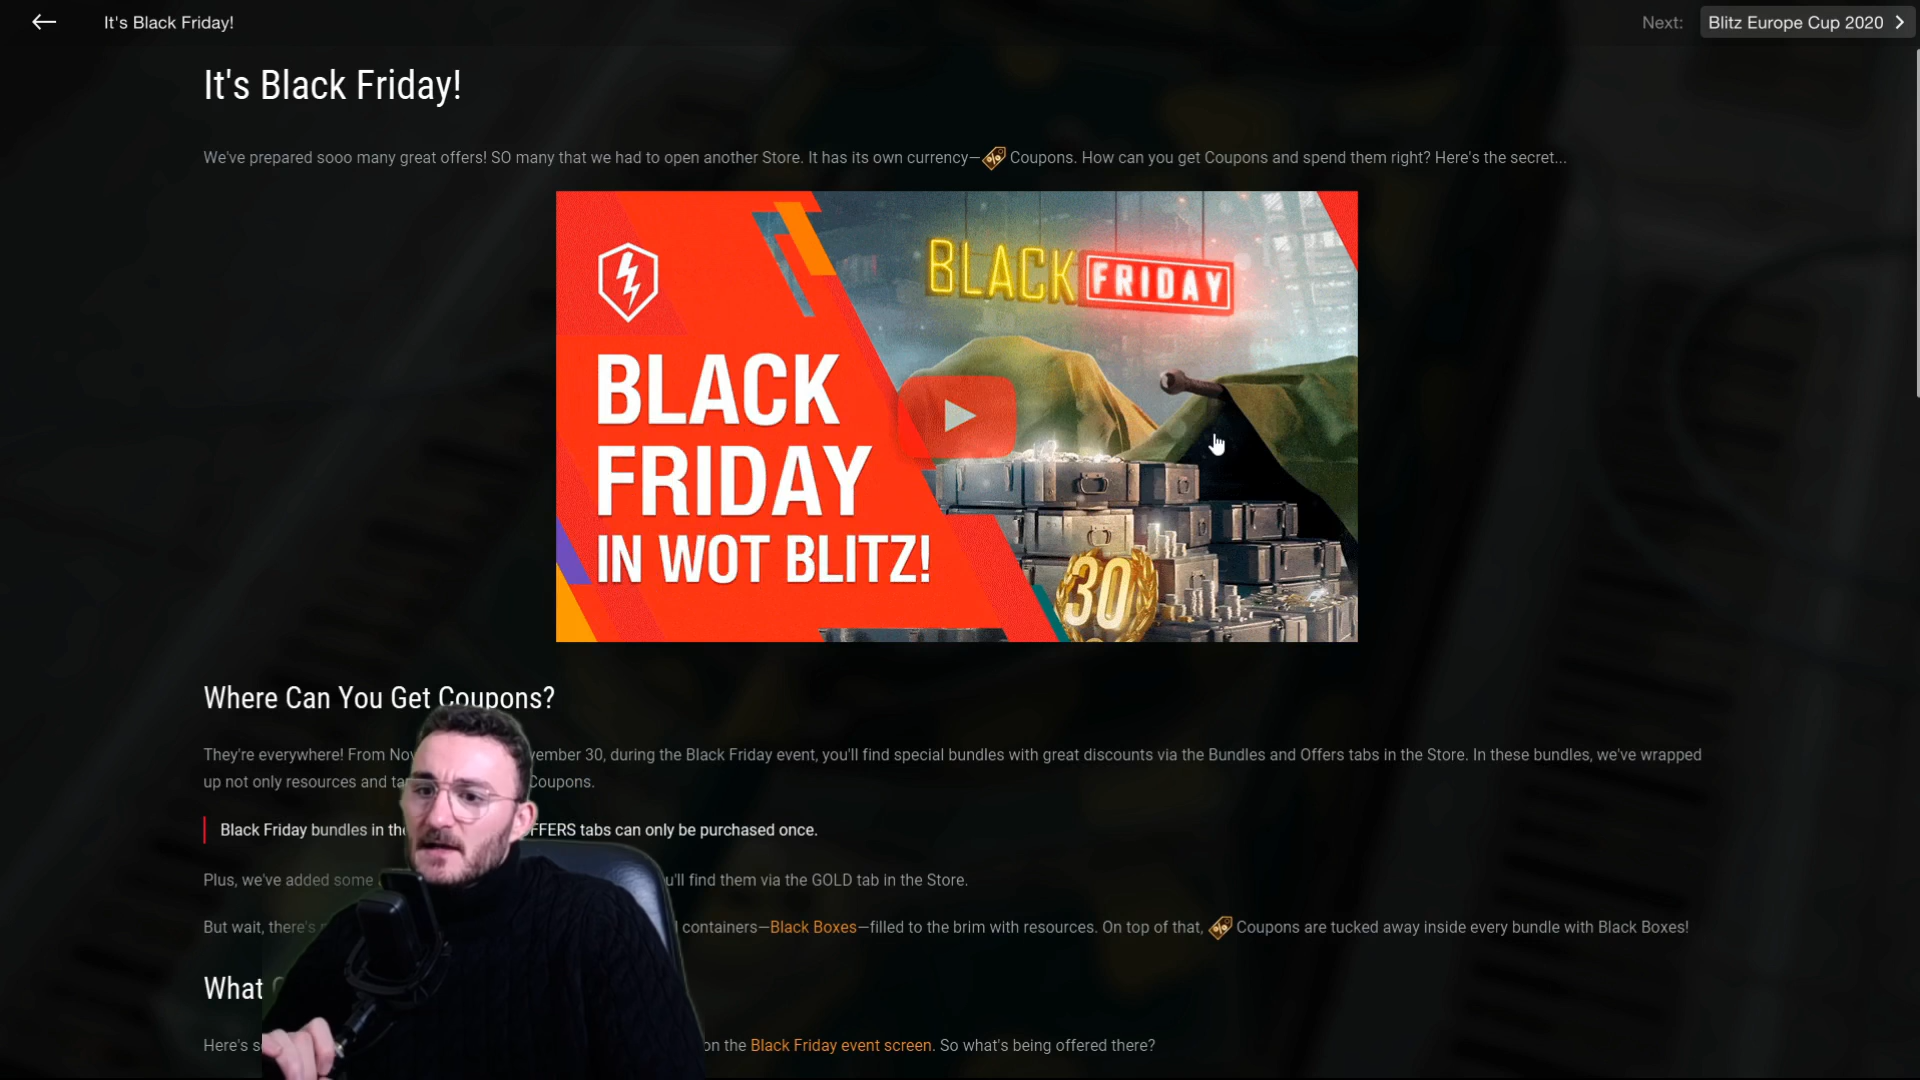 It's Black Friday!
Next: Blitz Europe Cup 2020
It's Black Friday!
We've prepared sooo many great offers! SO many that we had to open another Store. It has its own currency— Coupons. How can you get Coupons and spend them right? Here's the secret...
BLACK FRIDAY
BLACK
FRIDAY
IN WOT BLITZ!
30
Where Can You Get Coupons?
They're everywhere! From November 30, during the Black Friday event, you'll find special bundles with great discounts via the Bundles and Offers tabs in the Store. In these bundles, we've wrapped
up not only resources and Coupons.
Black Friday bundles in OFFERS tabs can only be purchased once.
Plus, we've added some you'll find them via the GOLD tab in the Store.
But wait, there's containers—Black Boxes—filled to the brim with resources. On top of that, Coupons are tucked away inside every bundle with Black Boxes!
What
Here's on the Black Friday event screen. So what's being offered there?